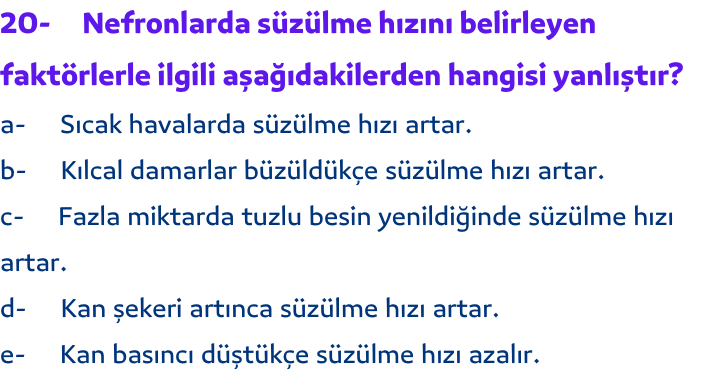 20- Nefronlarda süzülme hızını belirleyen
faktörlerle ilgili aşağıdakilerden hangisi yanlıştır?
a- Sıcak havalarda süzülme hızı artar.
b- Kılcal damarlar büzüldükçe süzülme hızı artar.
c- Fazla miktarda tuzlu besin yenildiğinde süzülme hızı
artar.
d- Kan şekeri artınca süzülme hızı artar.
e- Kan basıncı düştükçe süzülme hızı azalır.